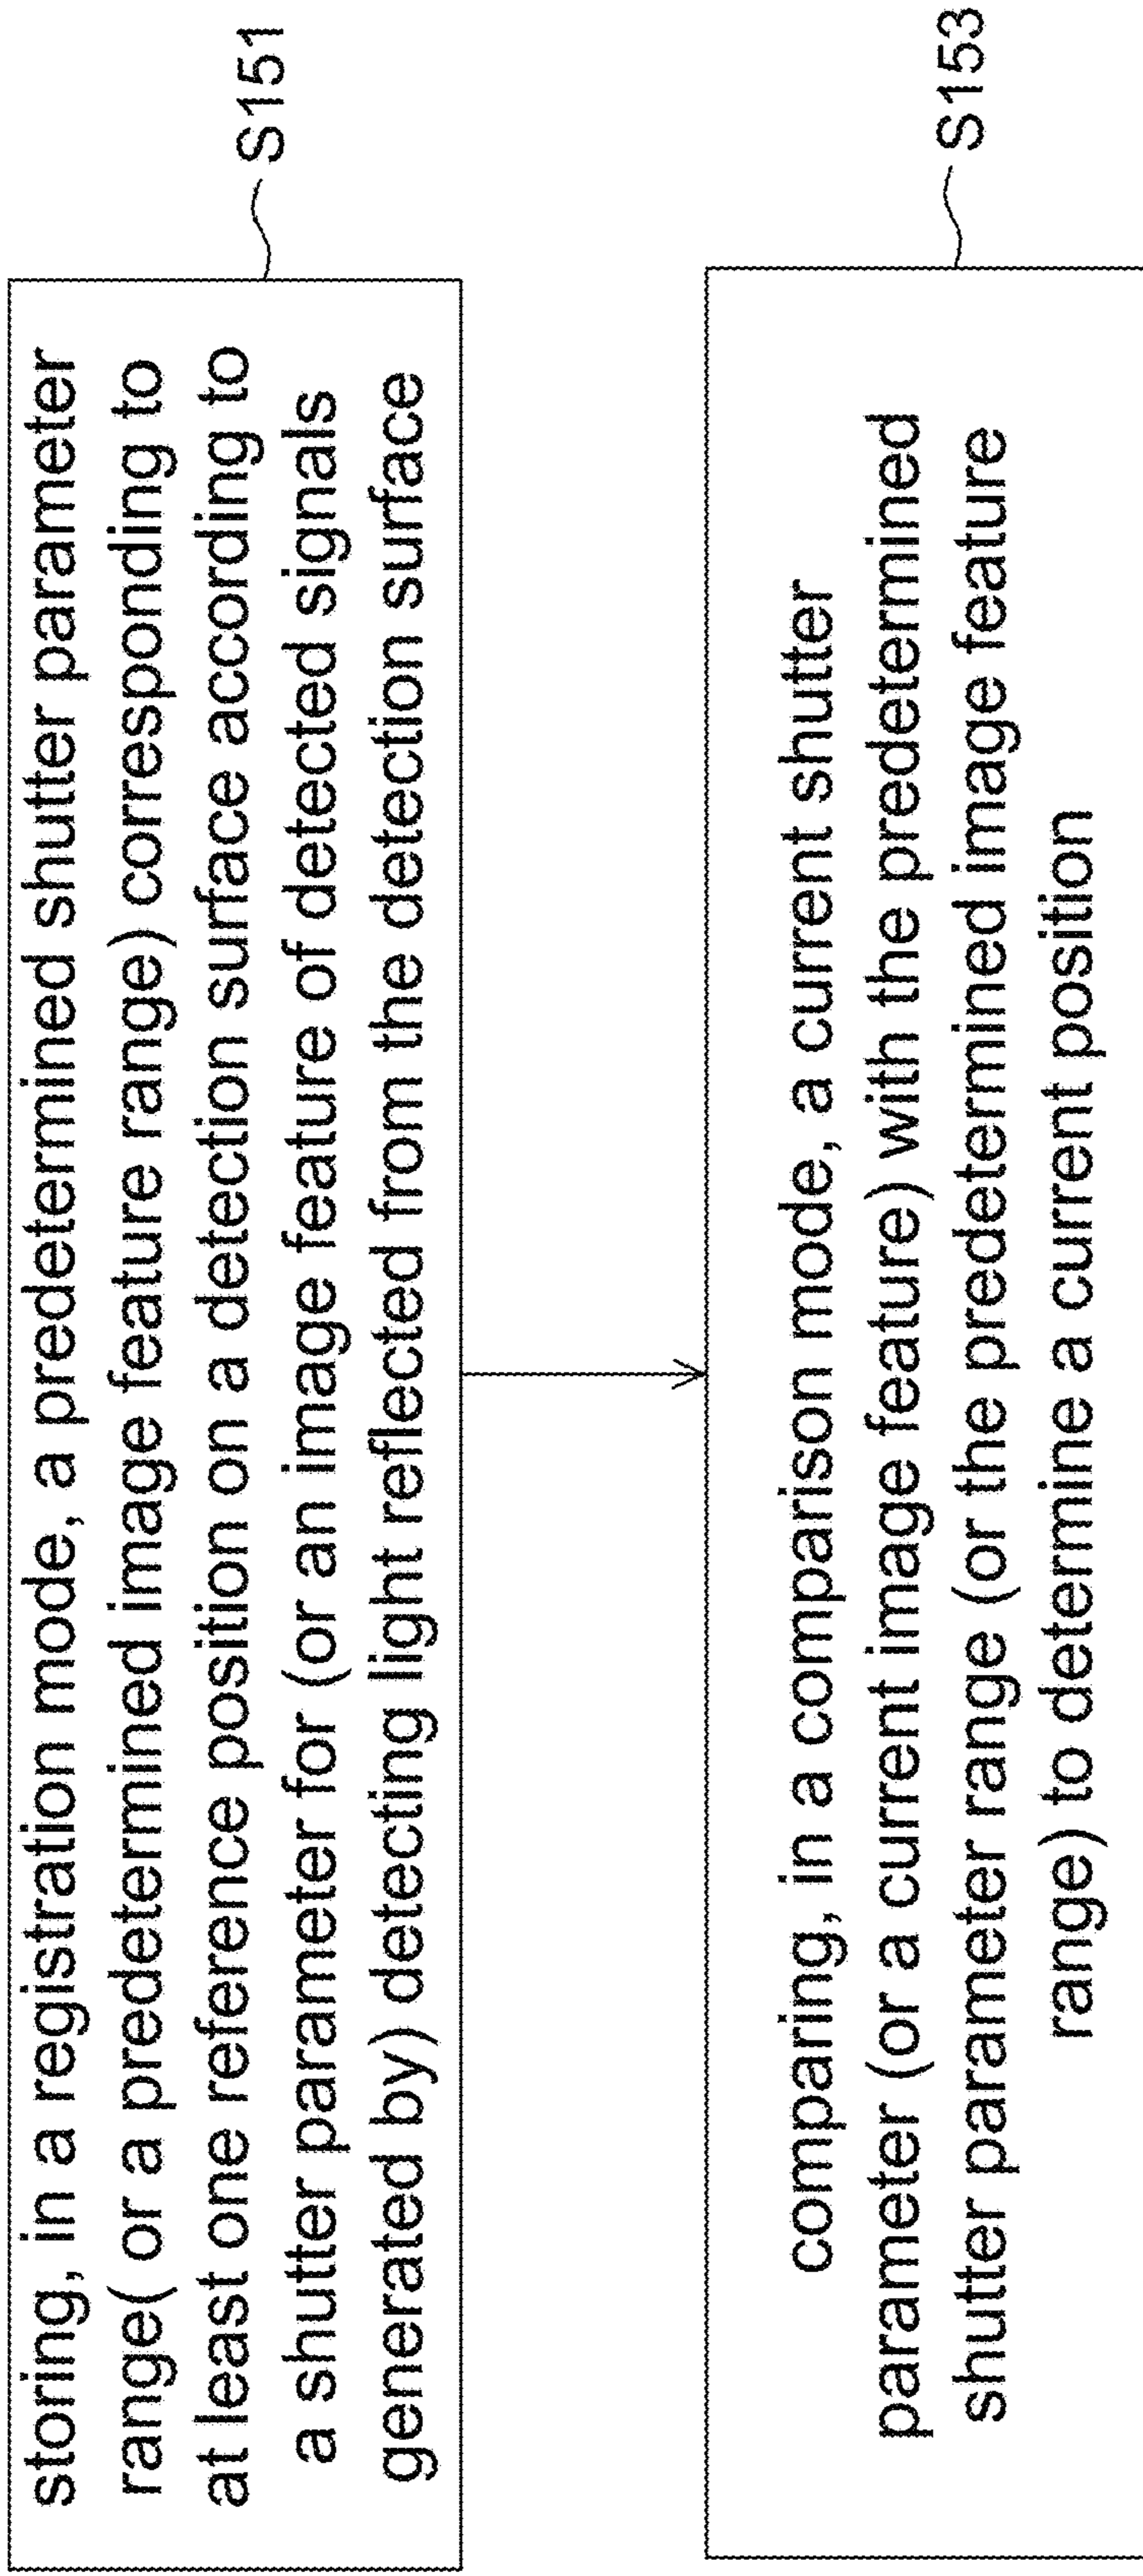 storing, in a registration mode, a predetermined shutter parameter
range( or a predetermined image feature range) corresponding to
at least one reference position on a detection surface according to
a shutter parameter for (or an image feature of detected signals
generated by) detecting light reflected from the detection surface
S151
comparing, in a comparison mode, a current shutter
parameter (or a current image feature) with the predetermined
shutter parameter range (or the predetermined image feature
range) to determine a current position
S153